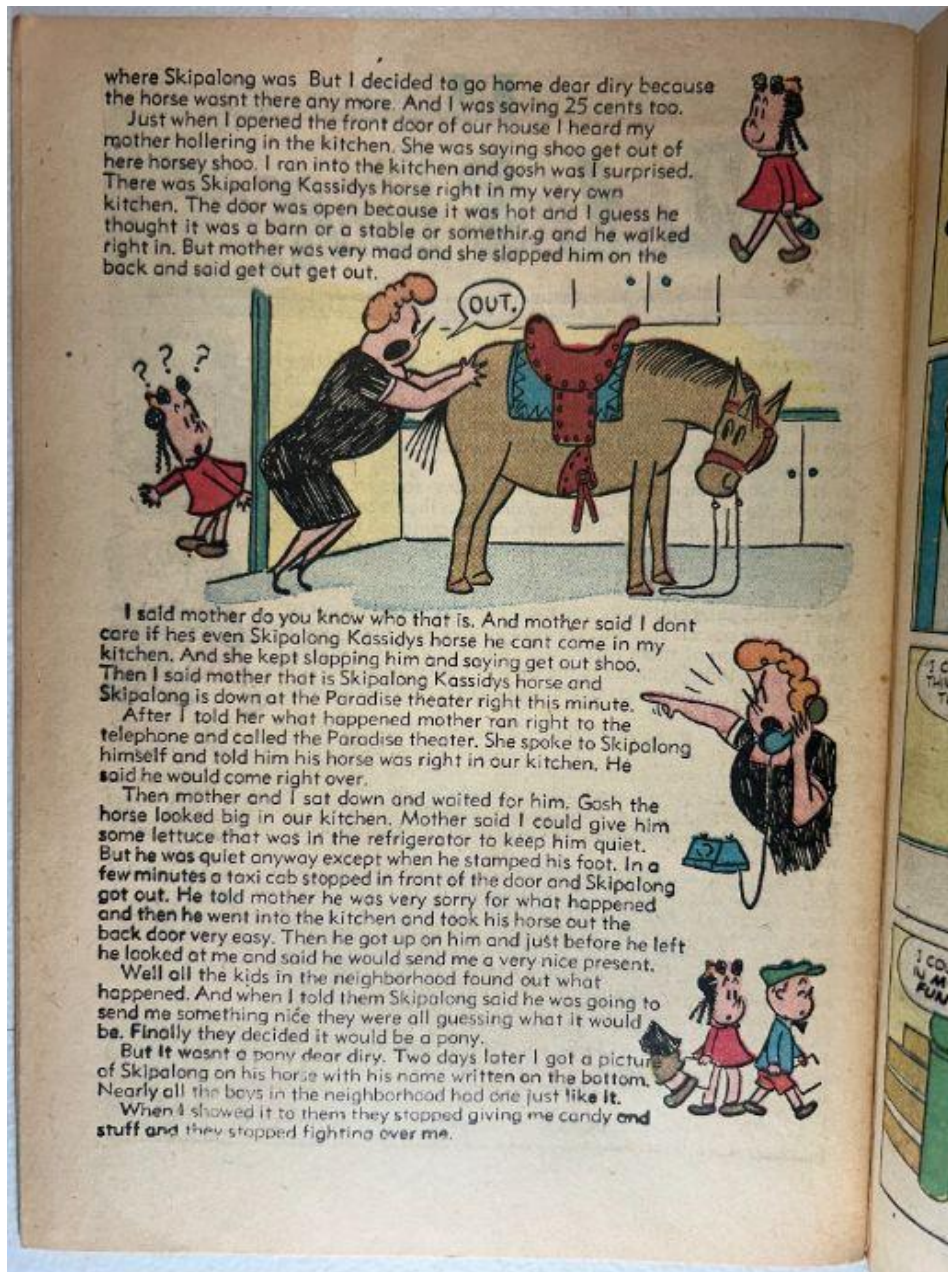 where Skipalong was But I decided to go home dear diry because
the horse wasnt there any more. And I was saving 25 cents too.
Just when I opened the front door of our house I heard my
mother hollering in the kitchen. She was saying shoo get out of
here horsey shoo. I ran into the kitchen and gosh was I surprised.
There was Skipalong Kassidys horse right in my very own
kitchen. The door was open because it was hot and I guess he
thought it was a barn or a stable or something and he walked
right in. But mother was very mad and she slapped him on the
back and said get out get out.
OUT.
? ? ?
I said mother do you know who that is. And mother said I dont
care if hes even Skipalong Kassidys horse he cant come in my
kitchen. And she kept slapping him and saying get out shoo.
Then I said mother that is Skipalong Kassidys horse and
Skipalong is down at the Paradise theater right this minute.
After I told her what happened mother ran right to the
telephone and called the Paradise theater. She spoke to Skipalong
himself and told him his horse was right in our kitchen. He
said he would come right over.
Then mother and I sat down and waited for him. Gosh the
horse looked big in our kitchen. Mother said I could give him
some lettuce that was in the refrigerator to keep him quiet.
But he was quiet anyway except when he stamped his foot. In a
few minutes a taxi cab stopped in front of the door and Skipalong
got out. He told mother he was very sorry for what happened
and then he went into the kitchen and took his horse out the
back door very easy. Then he got up on him and just before he left
he looked at me and said he would send me a very nice present.
Well all the kids in the neighborhood found out what
happened. And when I told them Skipalong said he was going to
send me something nice they were all guessing what it would
be. Finally they decided it would be a pony.
But it wasnt a pony dear diry. Two days later I got a picture
of Skipalong on his horse with his name written on the bottom.
Nearly all the boys in the neighborhood had one just like it.
When I showed it to them they stopped giving me candy and
stuff and they stopped fighting over me.